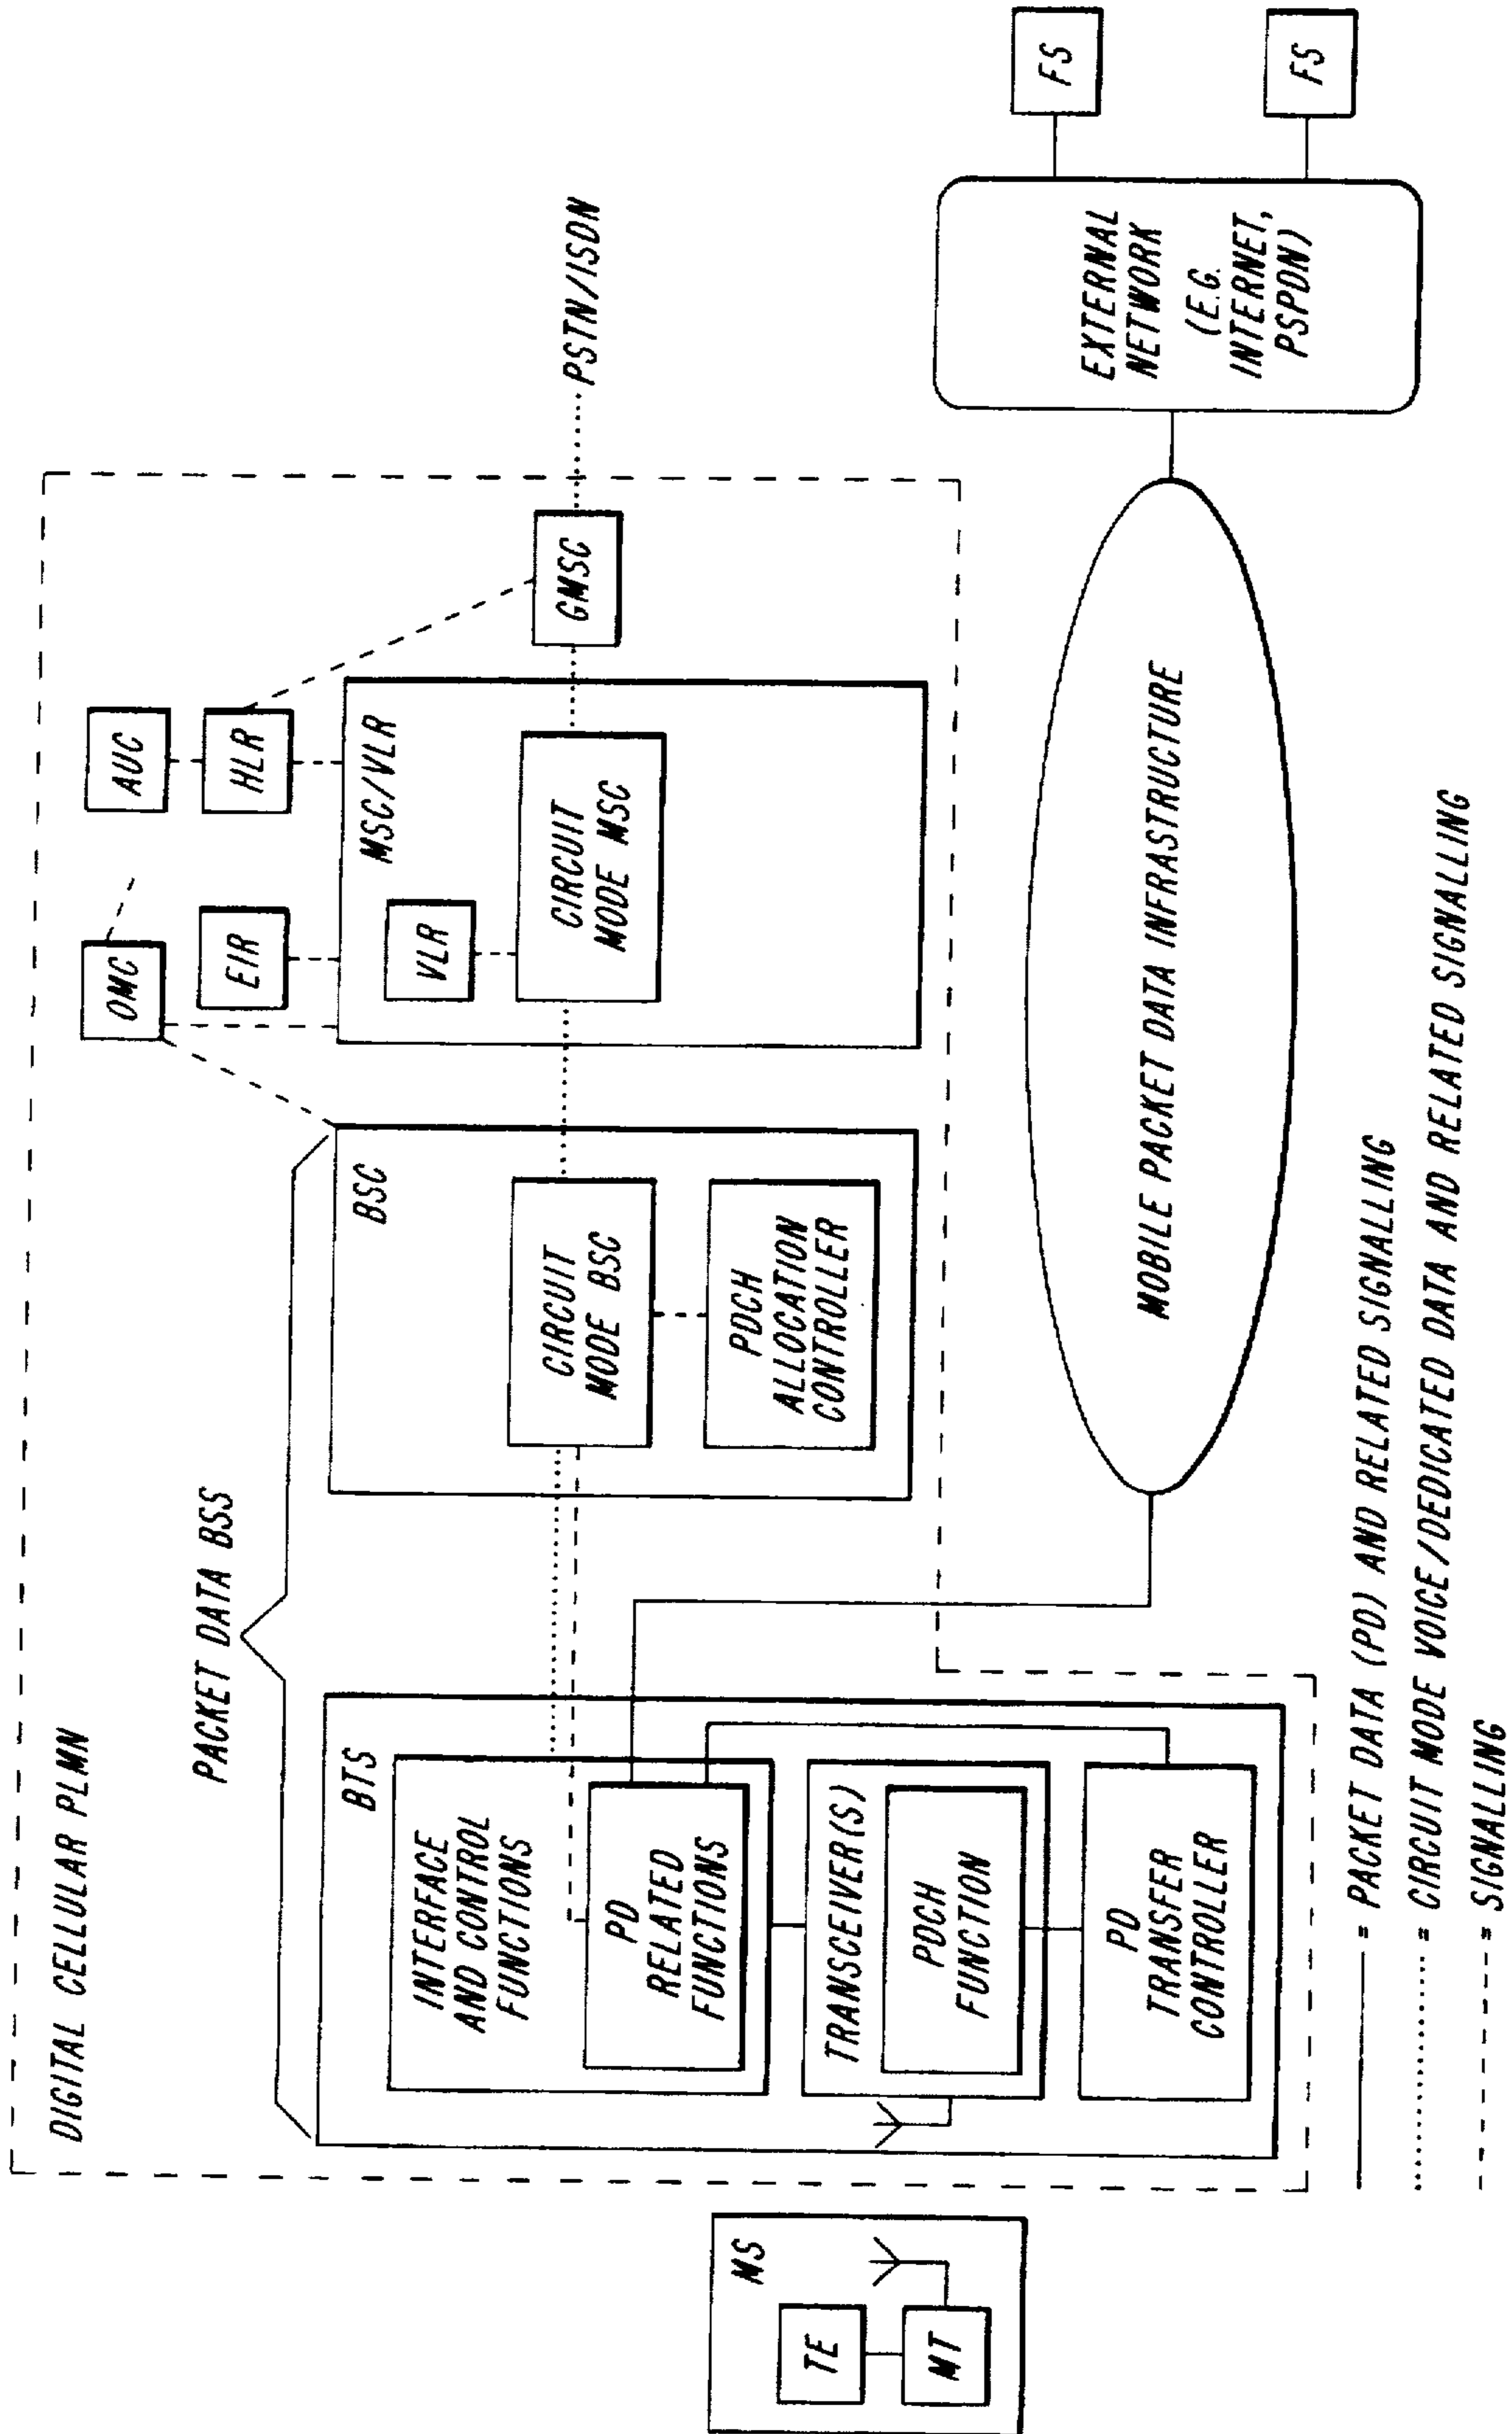 DIGITAL CELLULAR PLMN
PACKET DATA BSS
OMC
AUC
EIR
HLR
MS
TE
MT
BTS
INTERFACE
AND CONTROL
FUNCTIONS
PD
RELATED
FUNCTIONS
TRANSCEIVER(S)
PDCH
FUNCTION
PD
TRANSFER
CONTROLLER
BSC
CIRCUIT
MODE BSC
PDCH
ALLOCATION
CONTROLLER
MSC/VLR
VLR
CIRCUIT
MODE MSC
GMSC
PSTN/ISDN
MOBILE PACKET DATA INFRASTRUCTURE
EXTERNAL
NETWORK
(E.G.
INTERNET,
PSPDN)
FS
FS
= PACKET DATA (PD) AND RELATED SIGNALLING
= CIRCUIT MODE VOICE/DEDICATED DATA AND RELATED SIGNALLING
= SIGNALLING